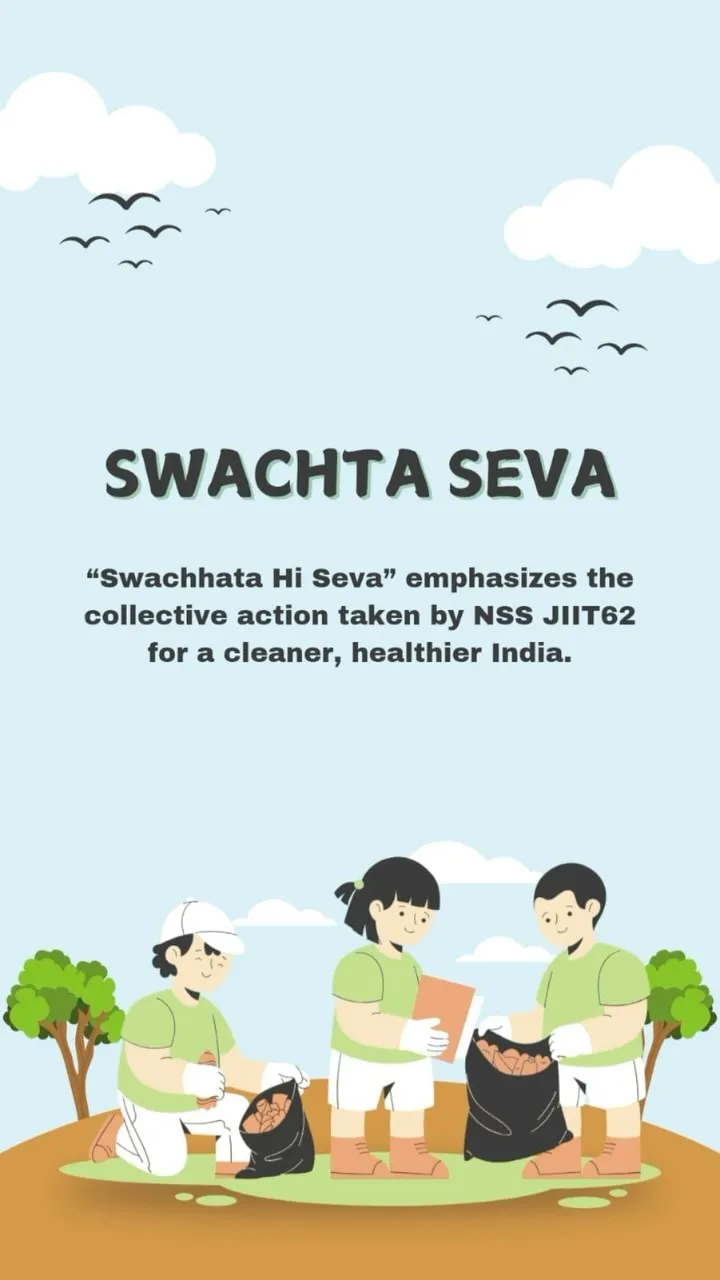 SWACHTA SEVA
“Swachhata Hi Seva” emphasizes the
collective action taken by NSS JIIT62
for a cleaner, healthier India.